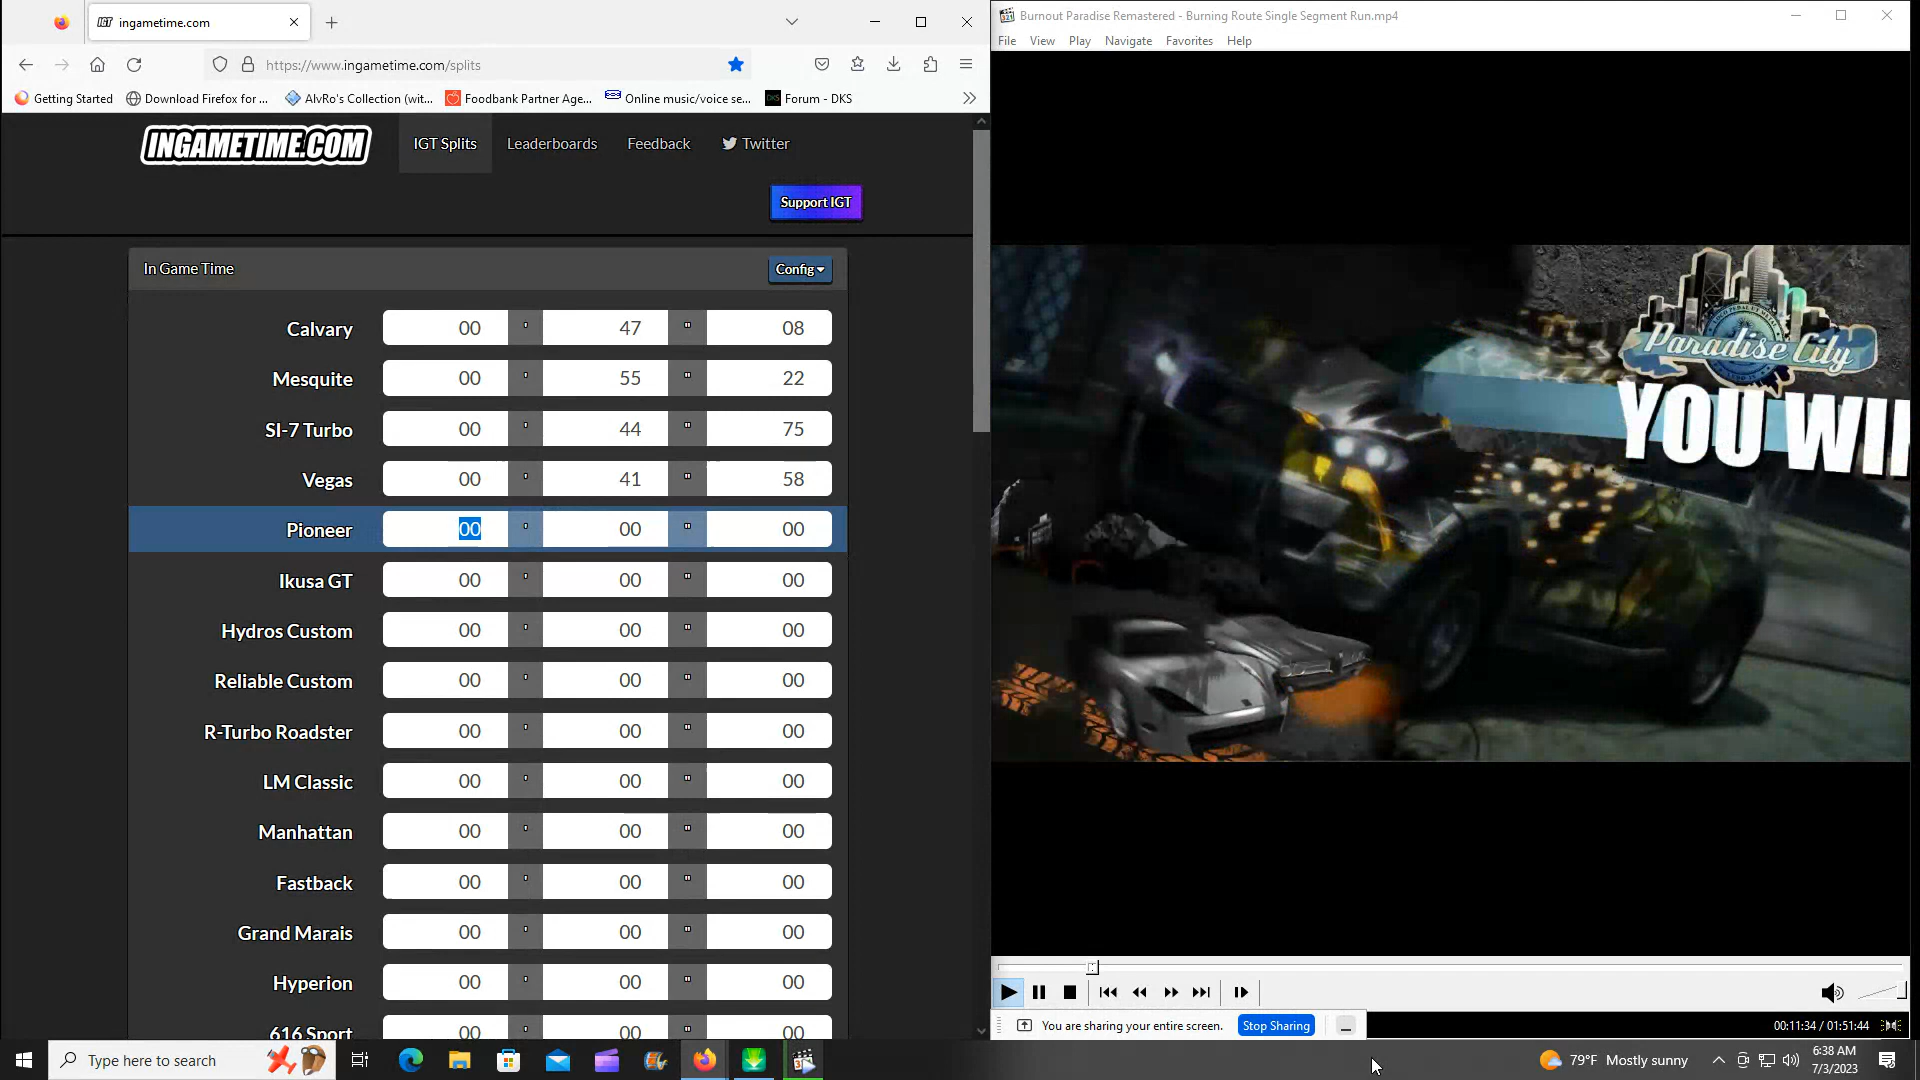 ingametime.com
Burnout Paradise Remastered - Burning Route Single Segment Run.mp4
File View Play Navigate Favorites Help
https://www.ingametime.com/splits
Getting Started
Download Firefox for ...
AlvRo's Collection (wit...
Foodbank Partner Age...
Online music/voice se...
Forum - DKS
INGAMETIME.COM
IGT Splits
Leaderboards
Feedback
Twitter
Support IGT
In Game Time
Config
Calvary 00 ' 47 " 08
Mesquite 00 ' 55 " 22
SI-7 Turbo 00 ' 44 " 75
Vegas 00 ' 41 " 58
Pioneer 00 ' 00 " 00
Ikusa GT 00 ' 00 " 00
Hydros Custom 00 ' 00 " 00
Reliable Custom 00 ' 00 " 00
R-Turbo Roadster 00 ' 00 " 00
LM Classic 00 ' 00 " 00
Manhattan 00 ' 00 " 00
Fastback 00 ' 00 " 00
Grand Marais 00 ' 00 " 00
Hyperion 00 ' 00 " 00
616 Sport 00 ' 00 " 00
Paradise City
YOU WI
You are sharing your entire screen.
Stop Sharing
00:11:34 / 01:51:44
Type here to search
79°F Mostly sunny
6:38 AM
7/3/2023